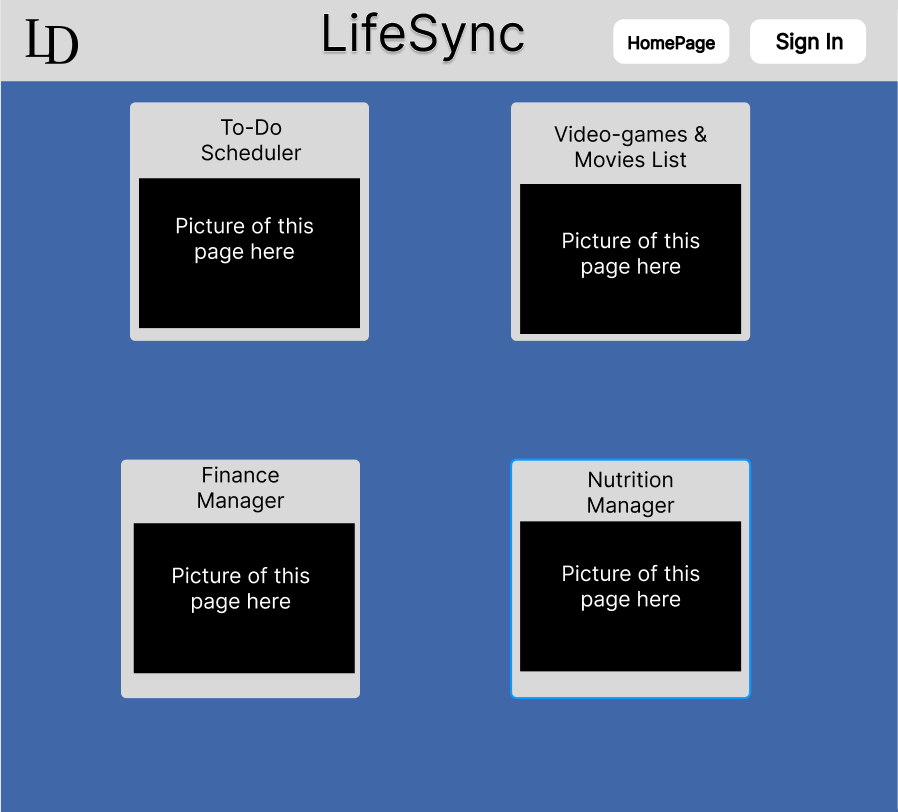 LD
LifeSync
HomePage
Sign In
To-Do
Scheduler
Picture of this
page here
Video-games &
Movies List
Picture of this
page here
Finance
Manager
Picture of this
page here
Nutrition
Manager
Picture of this
page here